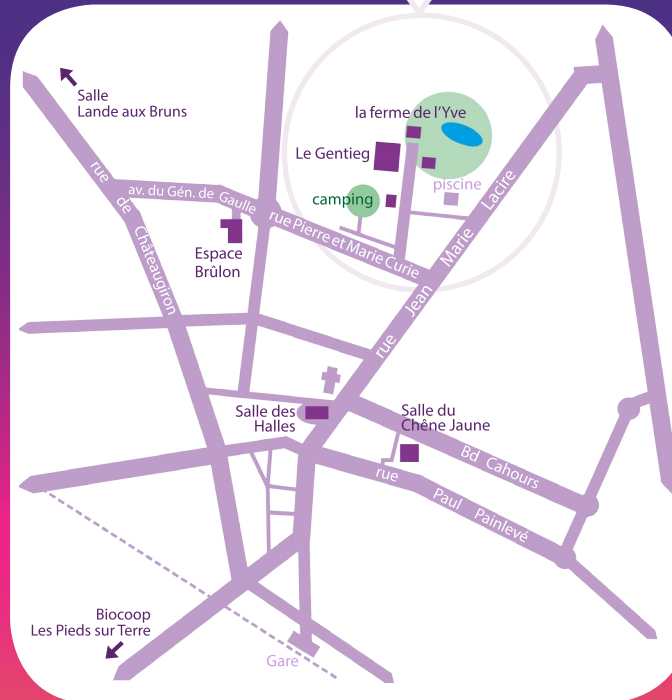 Salle
Lande aux Bruns
la ferme de l'Yve
Le Gentieg
piscine
camping
rue de Châteaugiron
av. du Gén. de Gaulle
rue Pierre et Marie Curie
rue Jean Marie Lacire
Espace
Brûlon
Salle des
Halles
Salle du
Chêne Jaune
Bd Cahours
rue Paul Painlevé
Biocoop
Les Pieds sur Terre
Gare